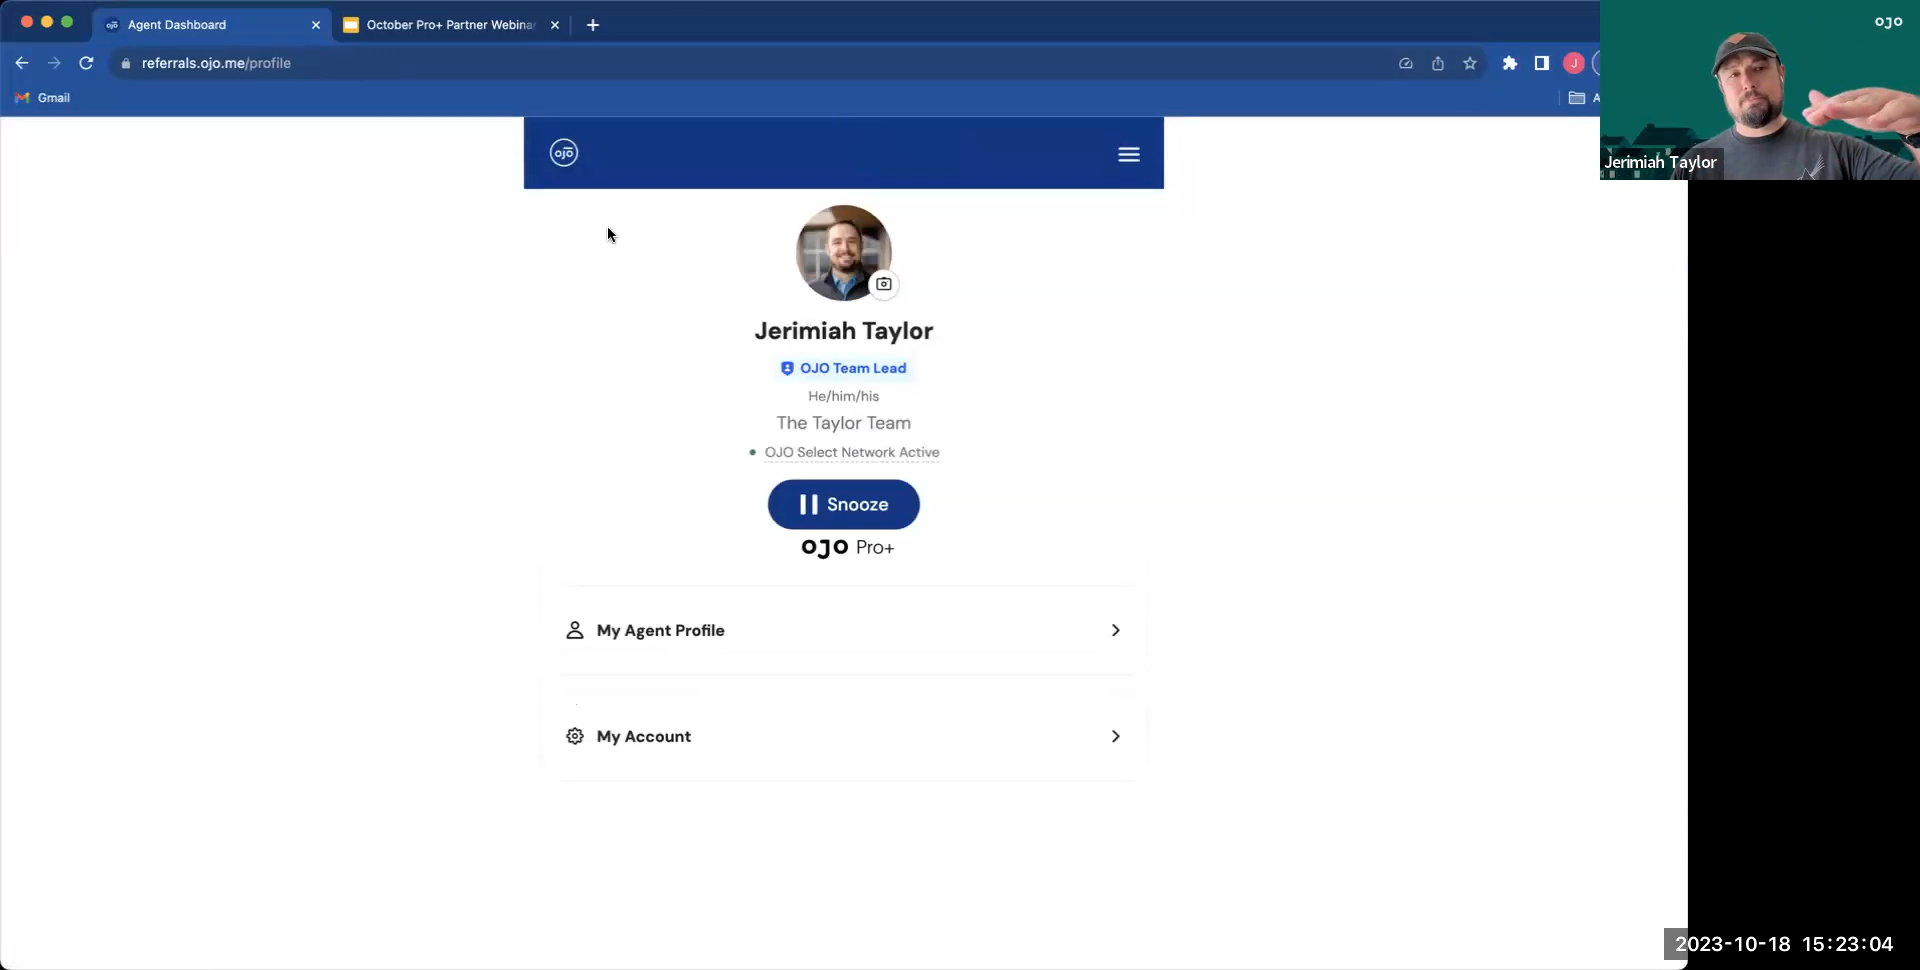 Agent Dashboard
October Pro+ Partner Webina
referrals.ojo.me/profile
J
Gmail
A
ojo
Jerimiah Taylor
ojo
Jerimiah Taylor
OJO Team Lead
He/him/his
The Taylor Team
OJO Select Network Active
Snooze
ojo Pro+
My Agent Profile
My Account
2023-10-18 15:23:04